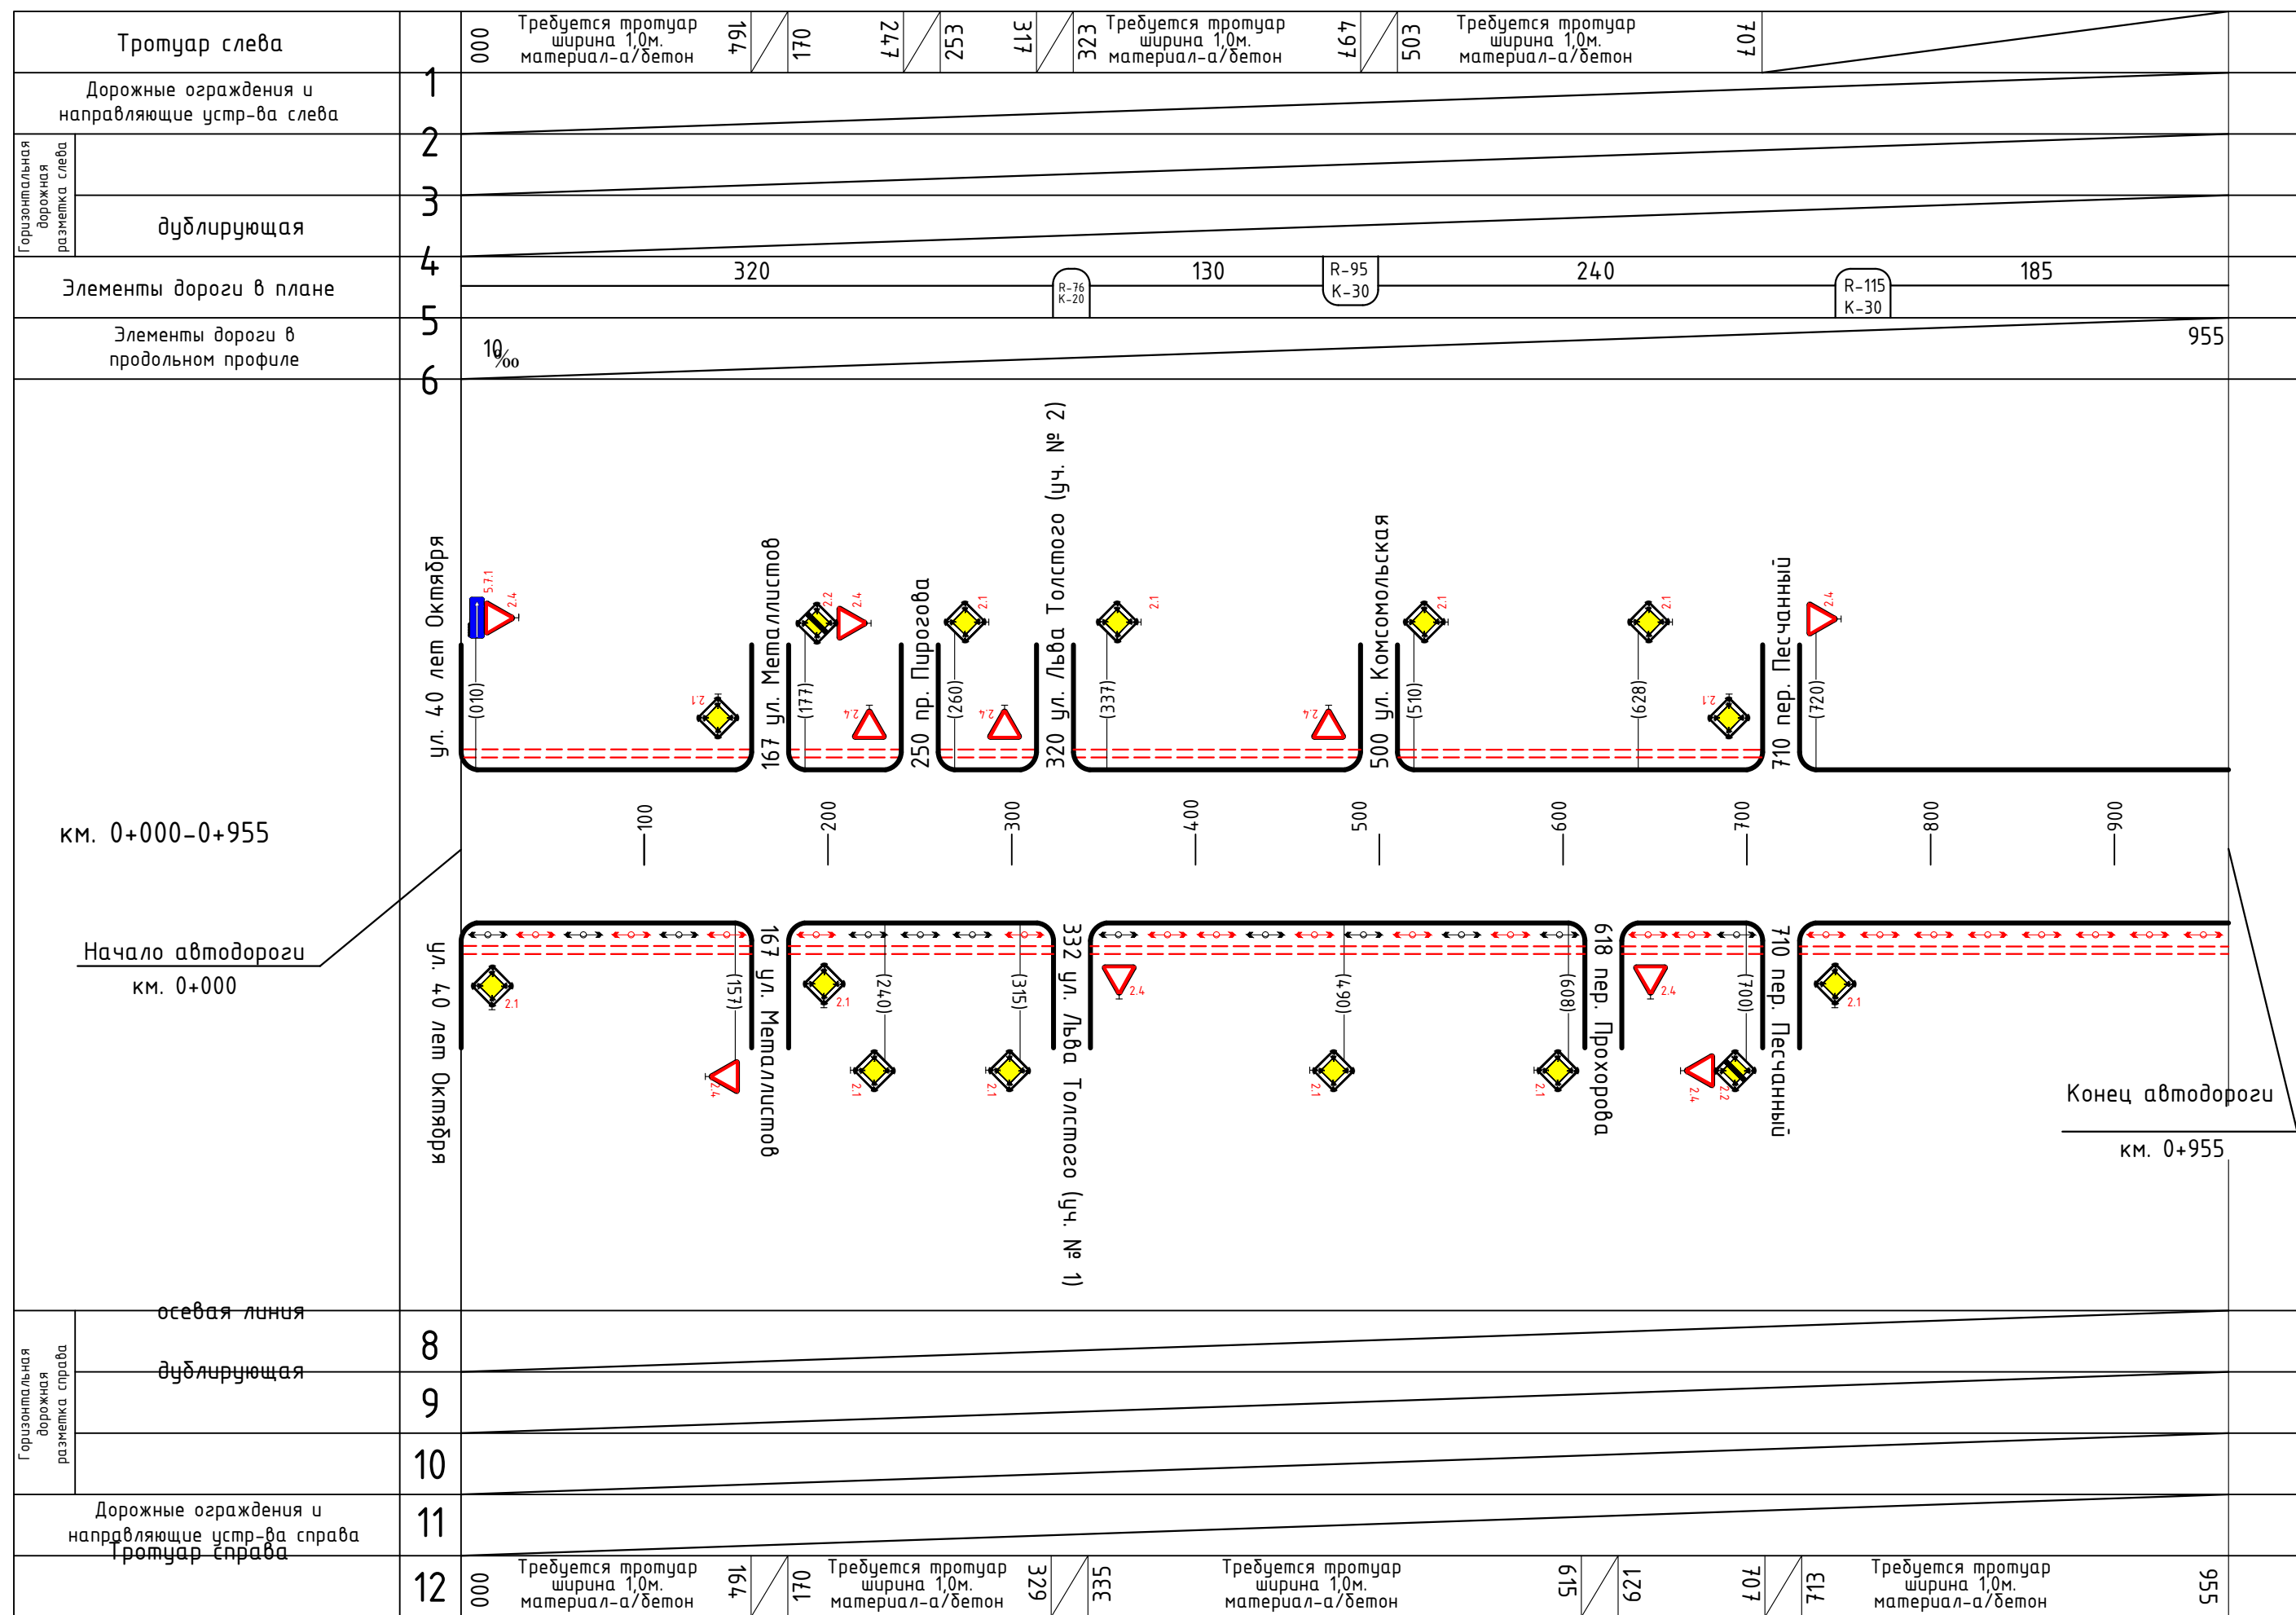 Тротуар слева
000
Требуется тротуар
ширина 1,0м.
материал-а/бетон
164
170
247
253
317
323
Требуется тротуар
ширина 1,0м.
материал-а/бетон
497
503
Требуется тротуар
ширина 1,0м.
материал-а/бетон
707
1
Дорожные ограждения и
направляющие устр-ва слева
2
Горизонтальная
дорожная
разметка слева
3
дублирующая
4
Элементы дороги в плане
320
R-76
К-20
130
R-95
К-30
240
R-115
К-30
185
5
Элементы дороги в
продольном профиле
10‰
955
6
ул. 40 лет Октября
5.7.1
2.4
(010)
2.1
167 ул. Металлистов
2.2
2.4
(177)
2.4
250 пр. Пирогова
2.1
(260)
2.4
320 ул. Льва Толстого (уч. № 2)
2.1
(337)
2.4
500 ул. Комсомольская
2.1
(510)
2.1
(628)
2.1
710 пер. Песчанный
2.4
(720)
км. 0+000-0+955
100
200
300
400
500
600
700
800
900
Начало автодороги
км. 0+000
ул. 40 лет Октября
2.1
(157)
2.4
167 ул. Металлистов
2.1
(240)
2.1
(315)
2.1
332 ул. Льва Толстого (уч. № 1)
2.4
(490)
2.1
(608)
2.1
618 пер. Прохорова
2.4
(700)
2.4
2.2
710 пер. Песчанный
2.1
Конец автодороги
км. 0+955
осевая линия
8
дублирующая
9
Горизонтальная
дорожная
разметка справа
10
Дорожные ограждения и
направляющие устр-ва справа
11
Тротуар справа
12
000
Требуется тротуар
ширина 1,0м.
материал-а/бетон
164
170
Требуется тротуар
ширина 1,0м.
материал-а/бетон
329
335
Требуется тротуар
ширина 1,0м.
материал-а/бетон
615
621
707
713
Требуется тротуар
ширина 1,0м.
материал-а/бетон
955